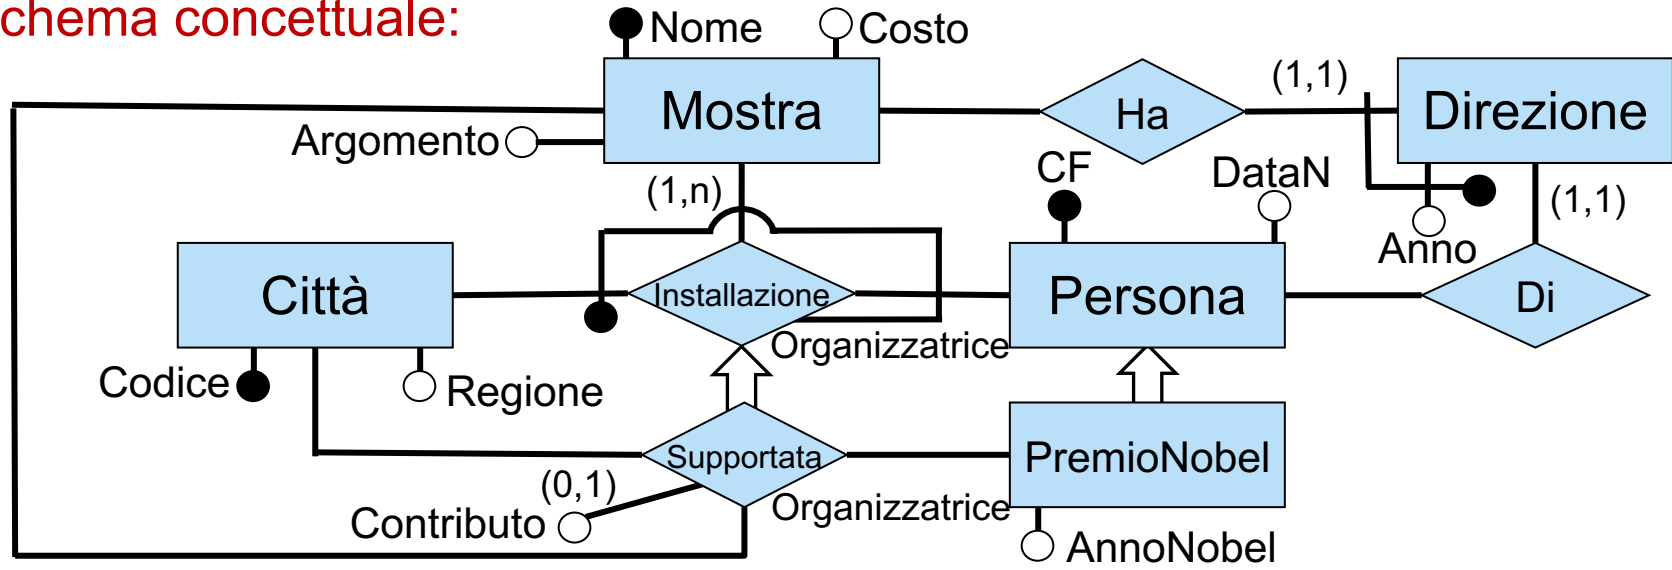 chema concettuale:
Nome
Costo
Mostra
Ha
(1,1)
Direzione
Argomento
(1,n)
CF
DataN
(1,1)
Anno
Città
Installazione
Persona
Di
Organizzatrice
Codice
Regione
Supportata
PremioNobel
(0,1)
Organizzatrice
Contributo
AnnoNobel